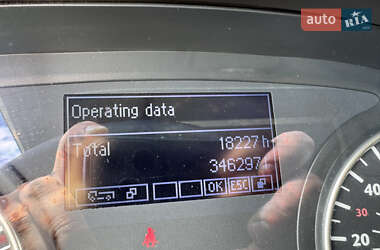 auto RIA
Operating data
Total 18227 h
346297
OK ESC
40
30
20